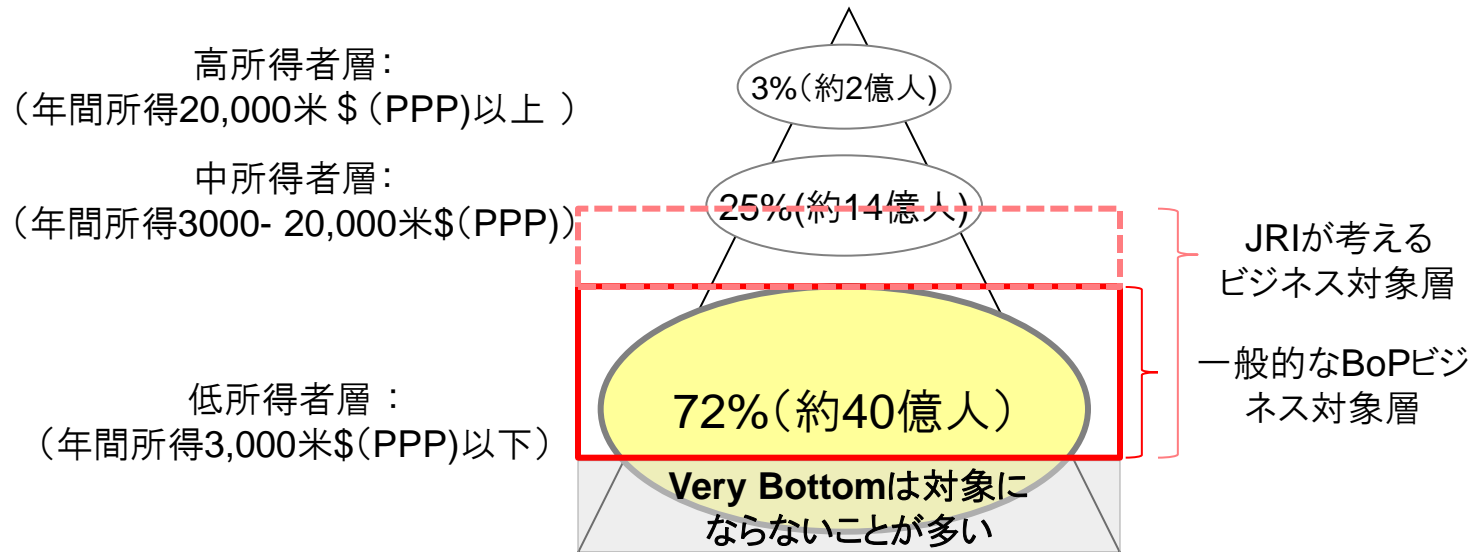 高所得者層：
（年間所得20,000米＄（PPP)以上 ）
3%（約2億人)
中所得者層：
（年間所得3000- 20,000米$（PPP)）
25%(約14億人)
JRIが考える
ビジネス対象層
一般的なBoPビジ
ネス対象層
低所得者層 ：
（年間所得3,000米$（PPP)以下）
72%（約40億人）
Very Bottomは対象に
ならないことが多い